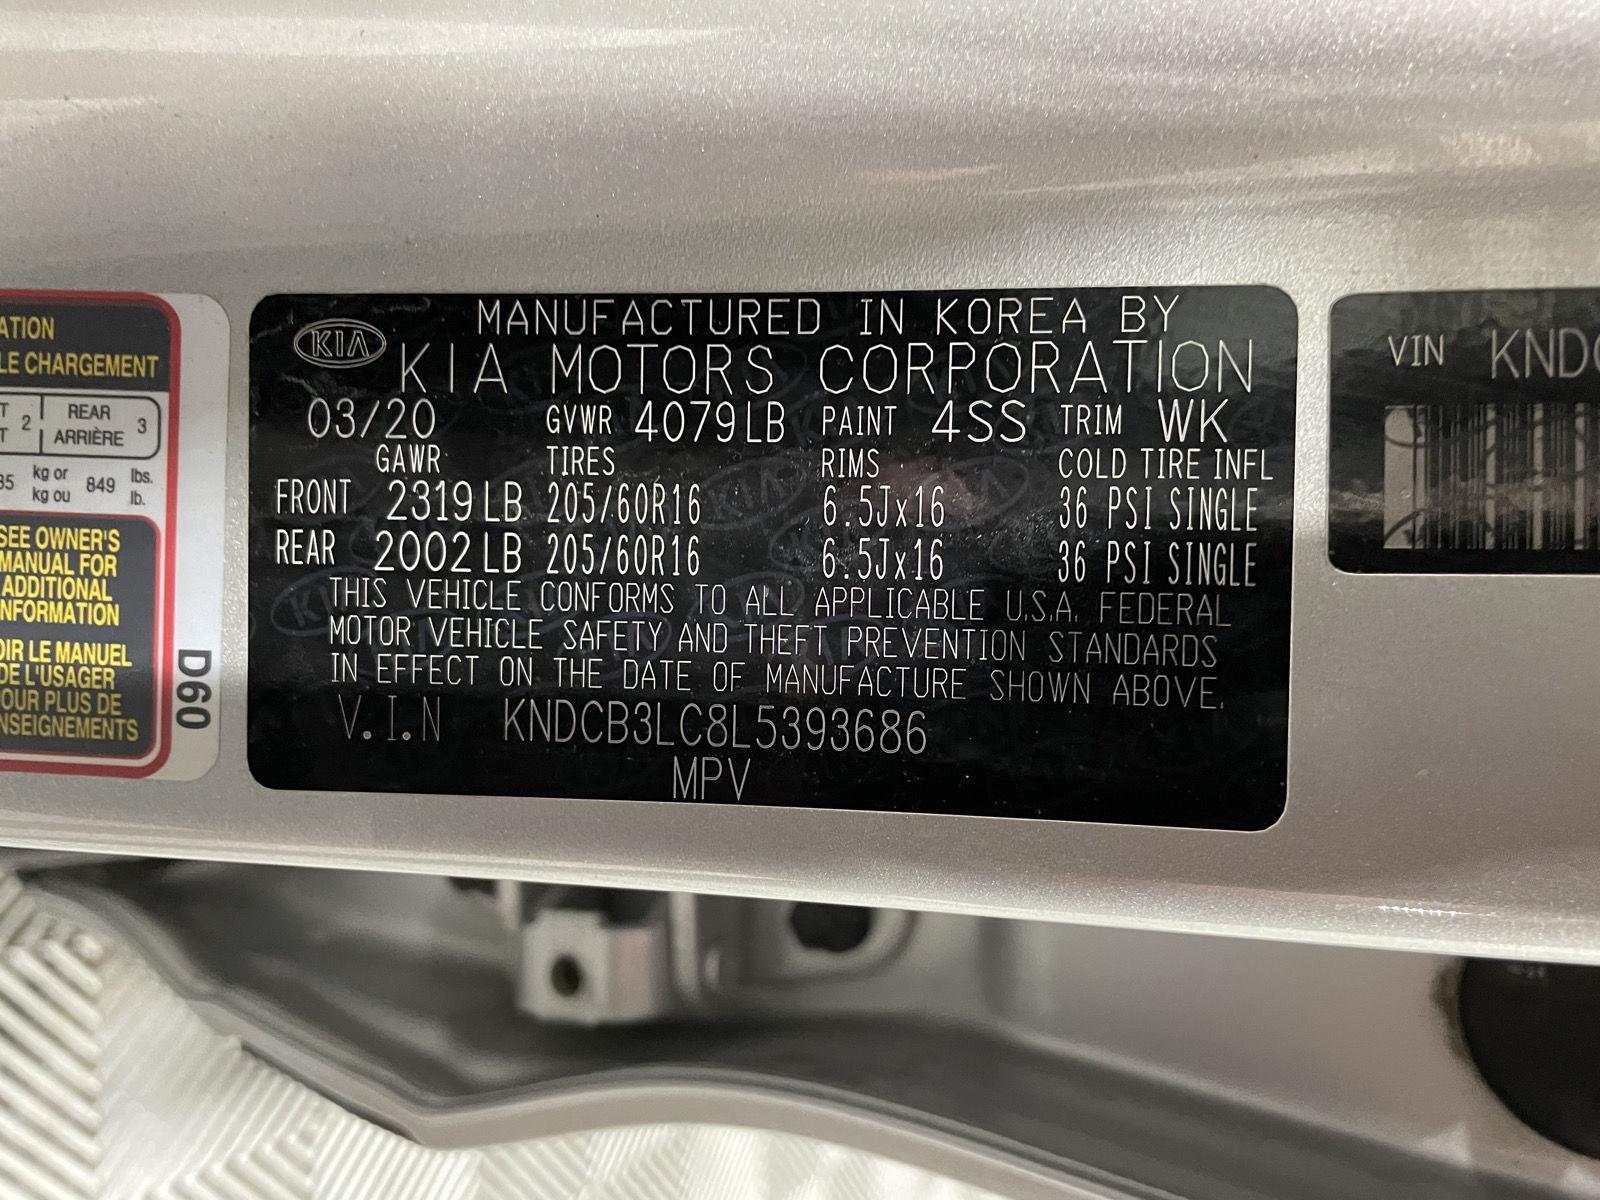 ATION
LE CHARGEMENT
T 2 REAR 3
T ARRIÈRE
35 kg or 849 lbs.
kg ou lb.
SEE OWNER'S
MANUAL FOR
ADDITIONAL
INFORMATION
OIR LE MANUEL
DE L'USAGER
OUR PLUS DE
NSEIGNEMENTS
D60
KIA
MANUFACTURED IN KOREA BY
KIA MOTORS CORPORATION
03/20 GVWR 4079LB PAINT 4SS TRIM WK
GAWR TIRES RIMS COLD TIRE INFL
FRONT 2319LB 205/60R16 6.5Jx16 36 PSI SINGLE
REAR 2002LB 205/60R16 6.5Jx16 36 PSI SINGLE
THIS VEHICLE CONFORMS TO ALL APPLICABLE U.S.A. FEDERAL
MOTOR VEHICLE SAFETY AND THEFT PREVENTION STANDARDS
IN EFFECT ON THE DATE OF MANUFACTURE SHOWN ABOVE.
V.I.N KNDCB3LC8L5393686
MPV
VIN KND